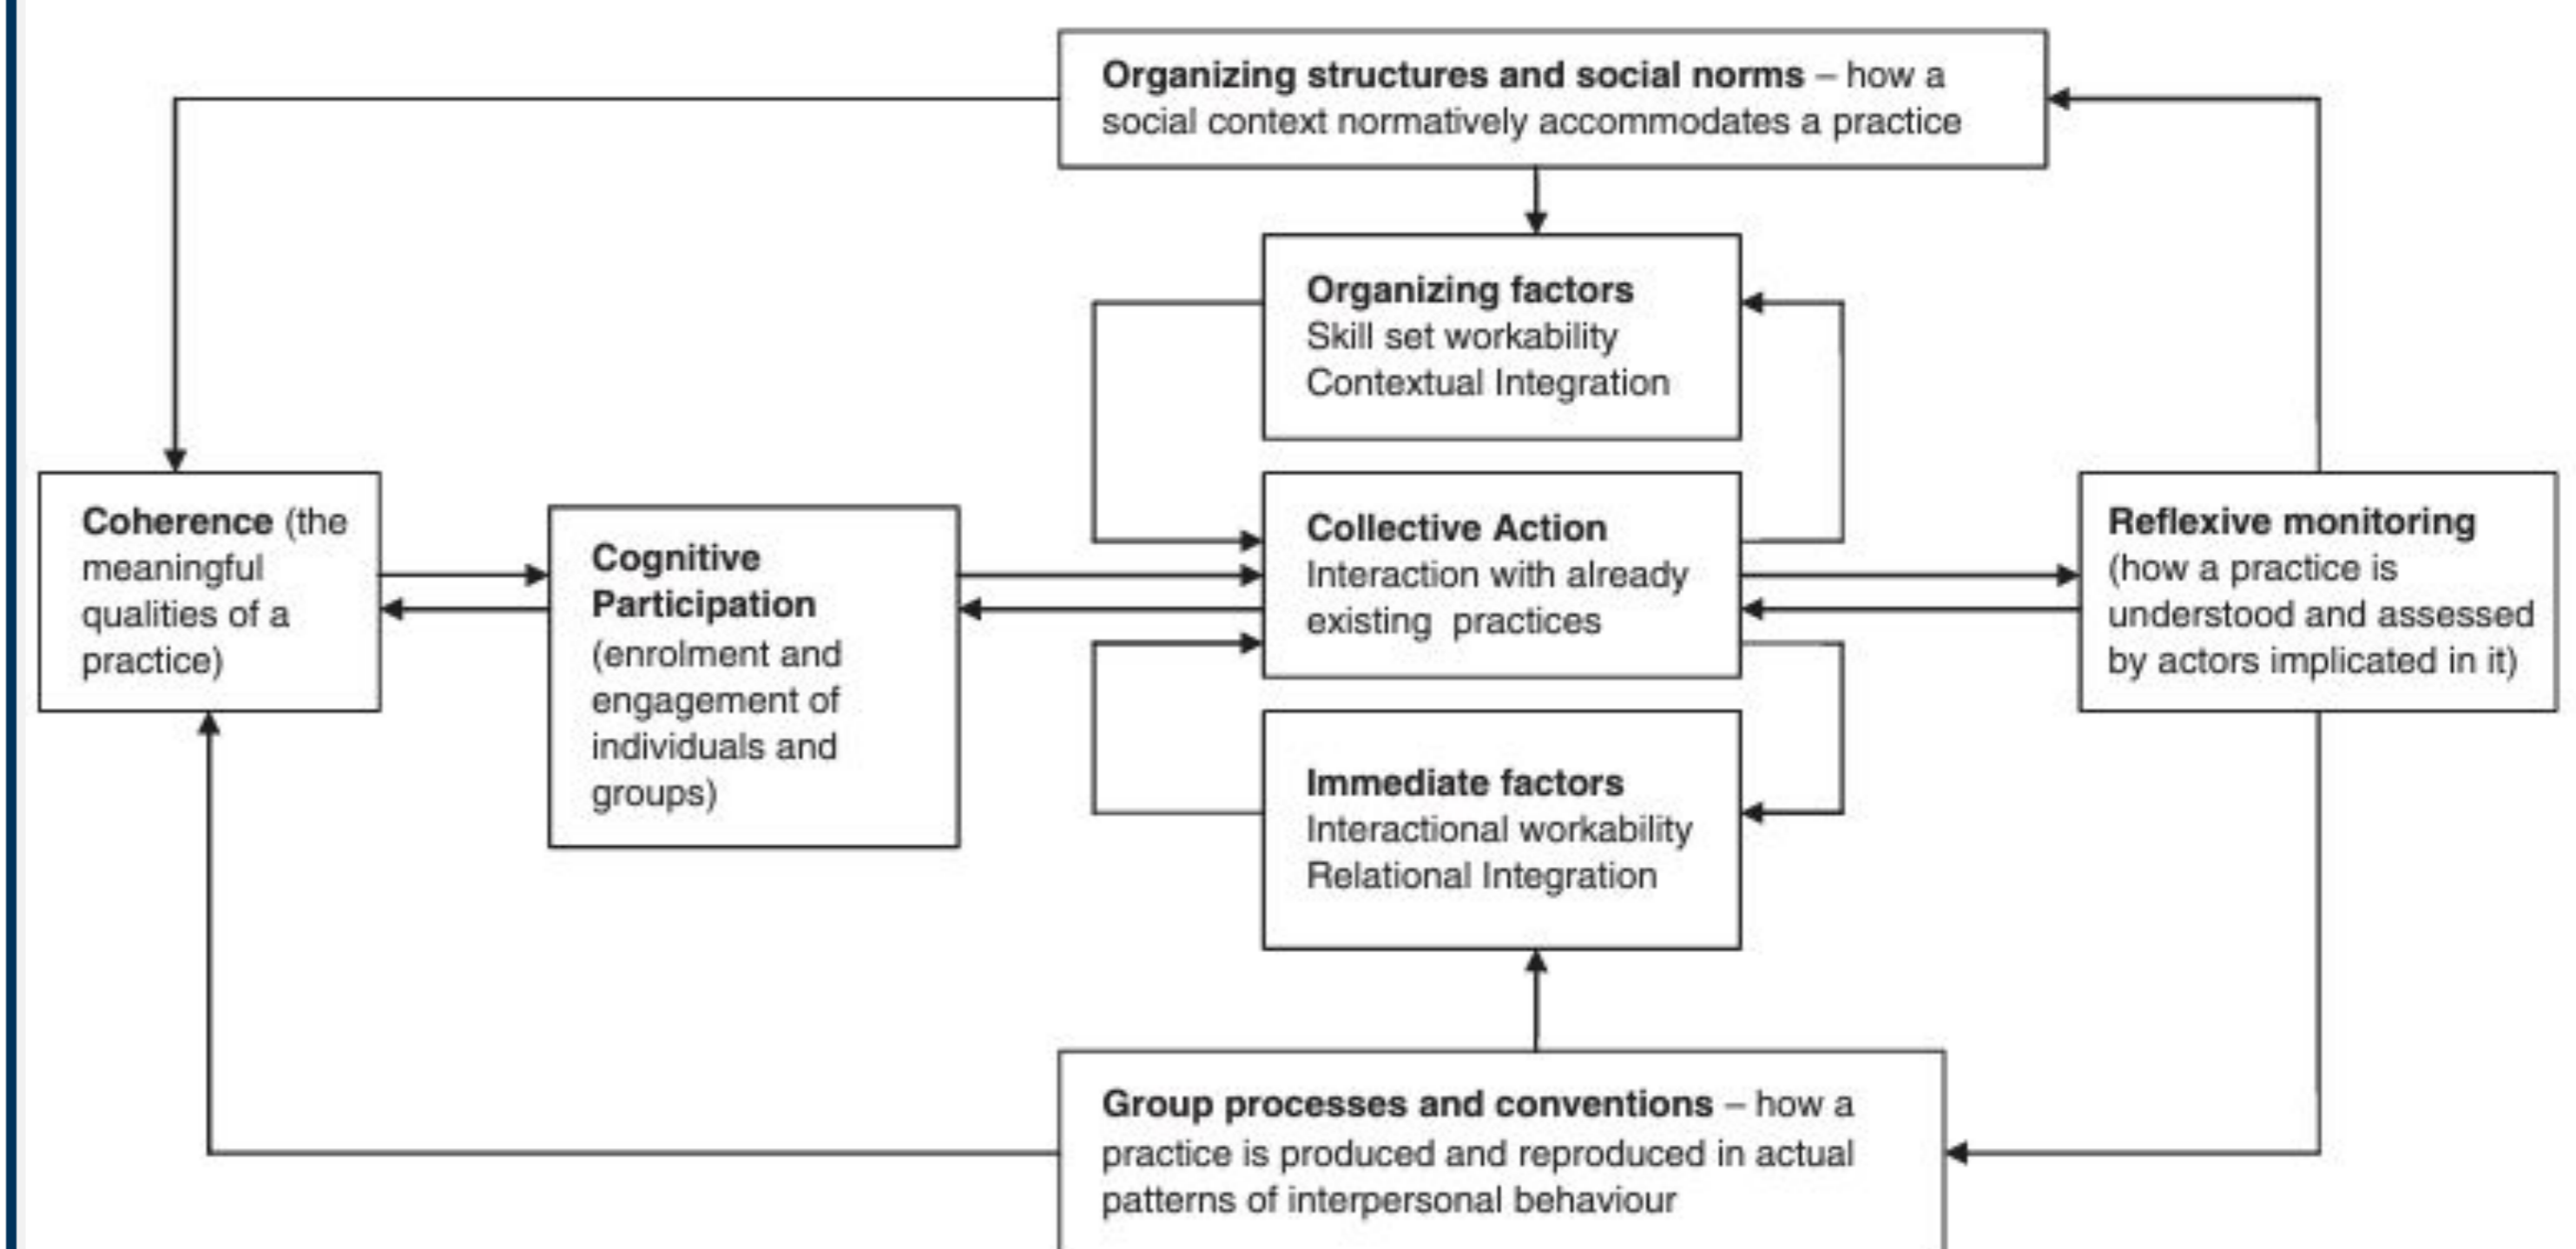 Organizing structures and social norms – how a
social context normatively accommodates a practice
Organizing factors
Skill set workability
Contextual Integration
Coherence (the
meaningful
qualities of a
practice)
Cognitive
Participation
(enrolment and
engagement of
individuals and
groups)
Collective Action
Interaction with already
existing practices
Reflexive monitoring
(how a practice is
understood and assessed
by actors implicated in it)
Immediate factors
Interactional workability
Relational Integration
Group processes and conventions – how a
practice is produced and reproduced in actual
patterns of interpersonal behaviour